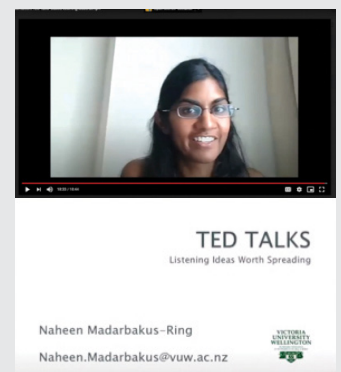 TED TALKS
Listening Ideas Worth Spreading
Naheen Madarbakus-Ring
Naheen.Madarbakus@vuw.ac.nz
VICTORIA
UNIVERSITY
WELLINGTON